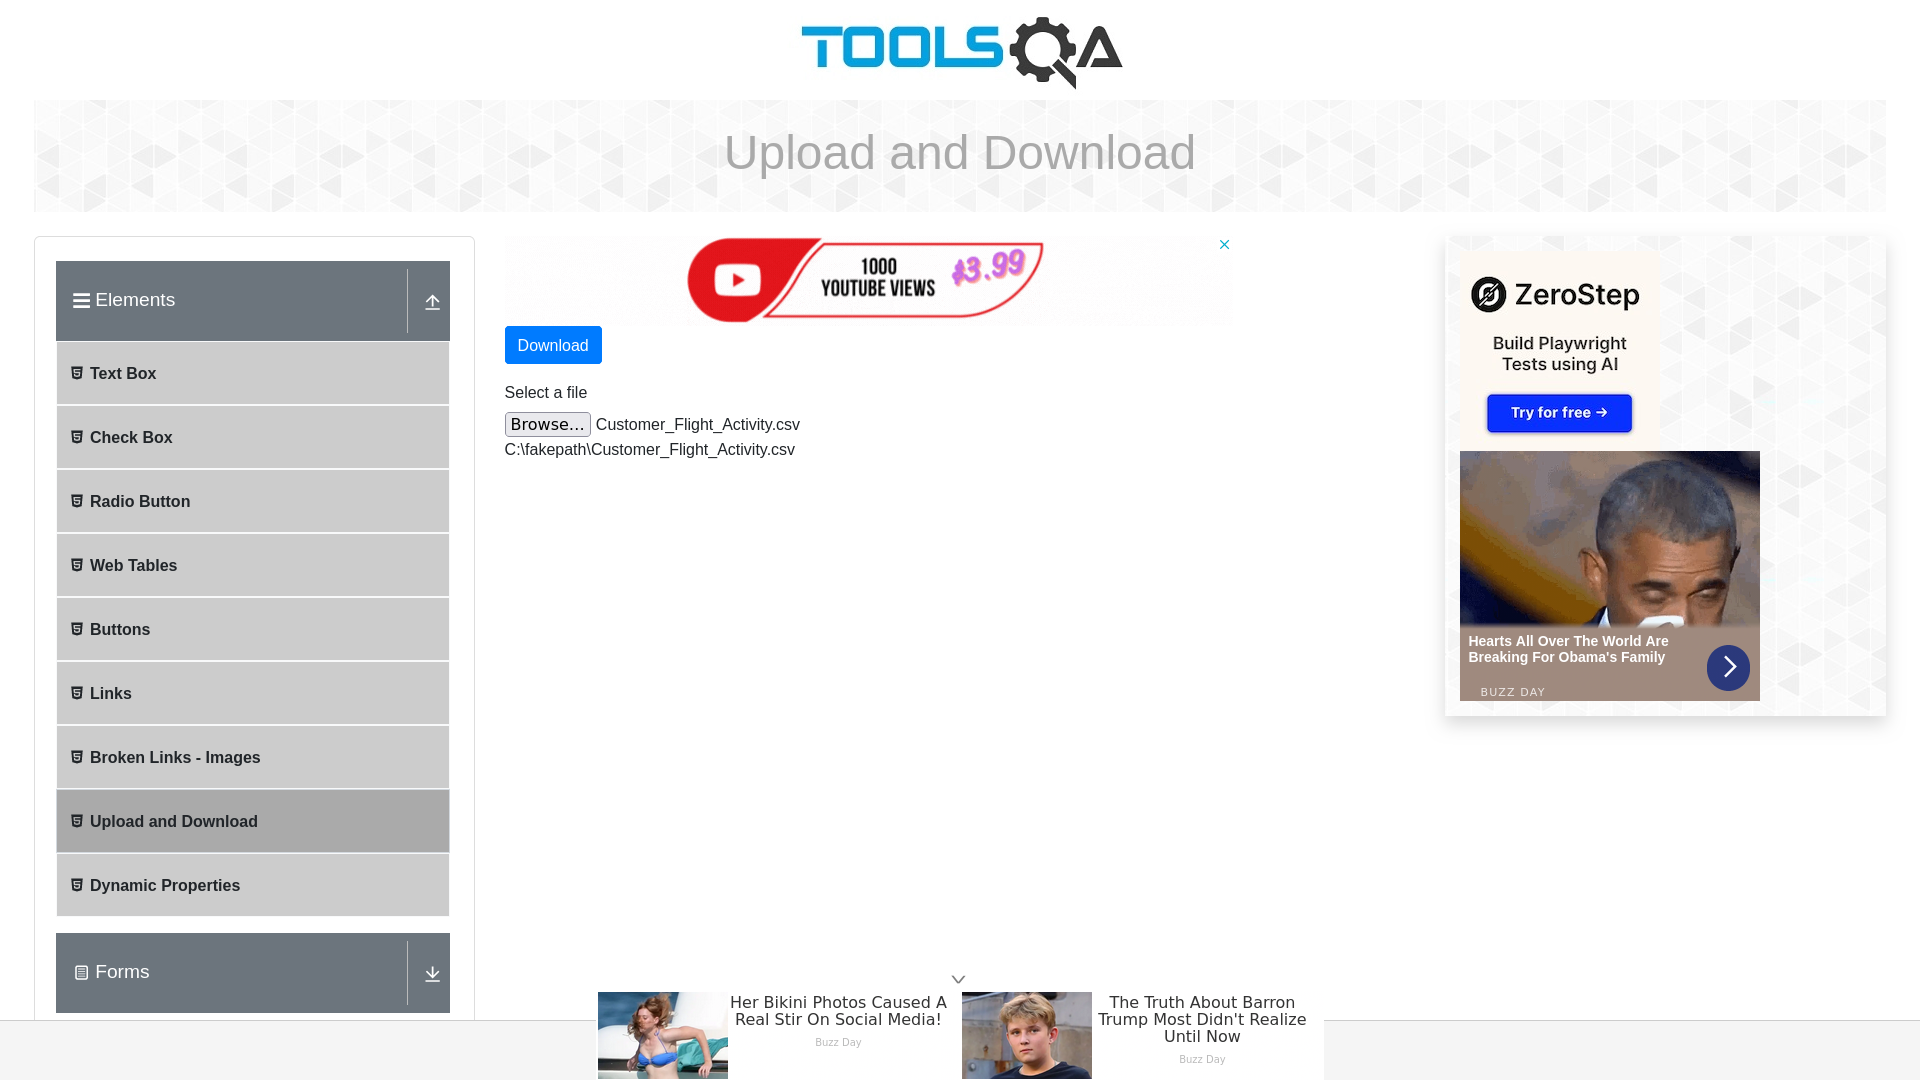 TOOLSQA
Upload and Download
Elements
Text Box
Check Box
Radio Button
Web Tables
Buttons
Links
Broken Links - Images
Upload and Download
Dynamic Properties
Forms
1000
YOUTUBE VIEWS
$3.99
Download
Select a file
Browse... Customer_Flight_Activity.csv
C:\fakepath\Customer_Flight_Activity.csv
ZeroStep
Build Playwright
Tests using AI
Try for free →
Hearts All Over The World Are
Breaking For Obama's Family
BUZZ DAY
Her Bikini Photos Caused A
Real Stir On Social Media!
Buzz Day
The Truth About Barron
Trump Most Didn't Realize
Until Now
Buzz Day